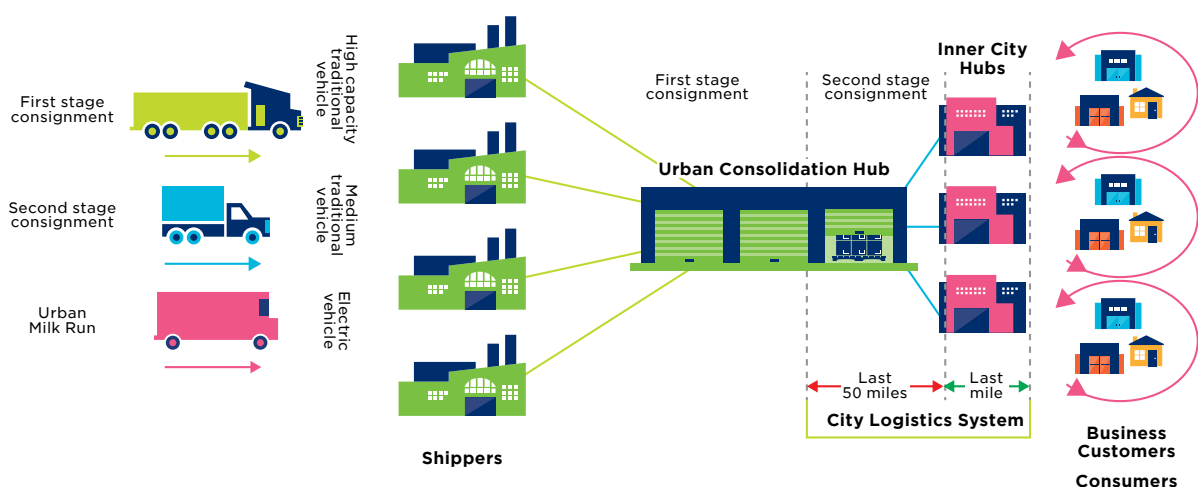 First stage
consignment
High capacity
traditional
vehicle
Second stage
consignment
Medium
traditional
vehicle
Urban
Milk Run
Electric
vehicle
Shippers
First stage
consignment
Second stage
consignment
Inner City
Hubs
Urban Consolidation Hub
Last
50 miles
Last
mile
City Logistics System
Business
Customers
Consumers